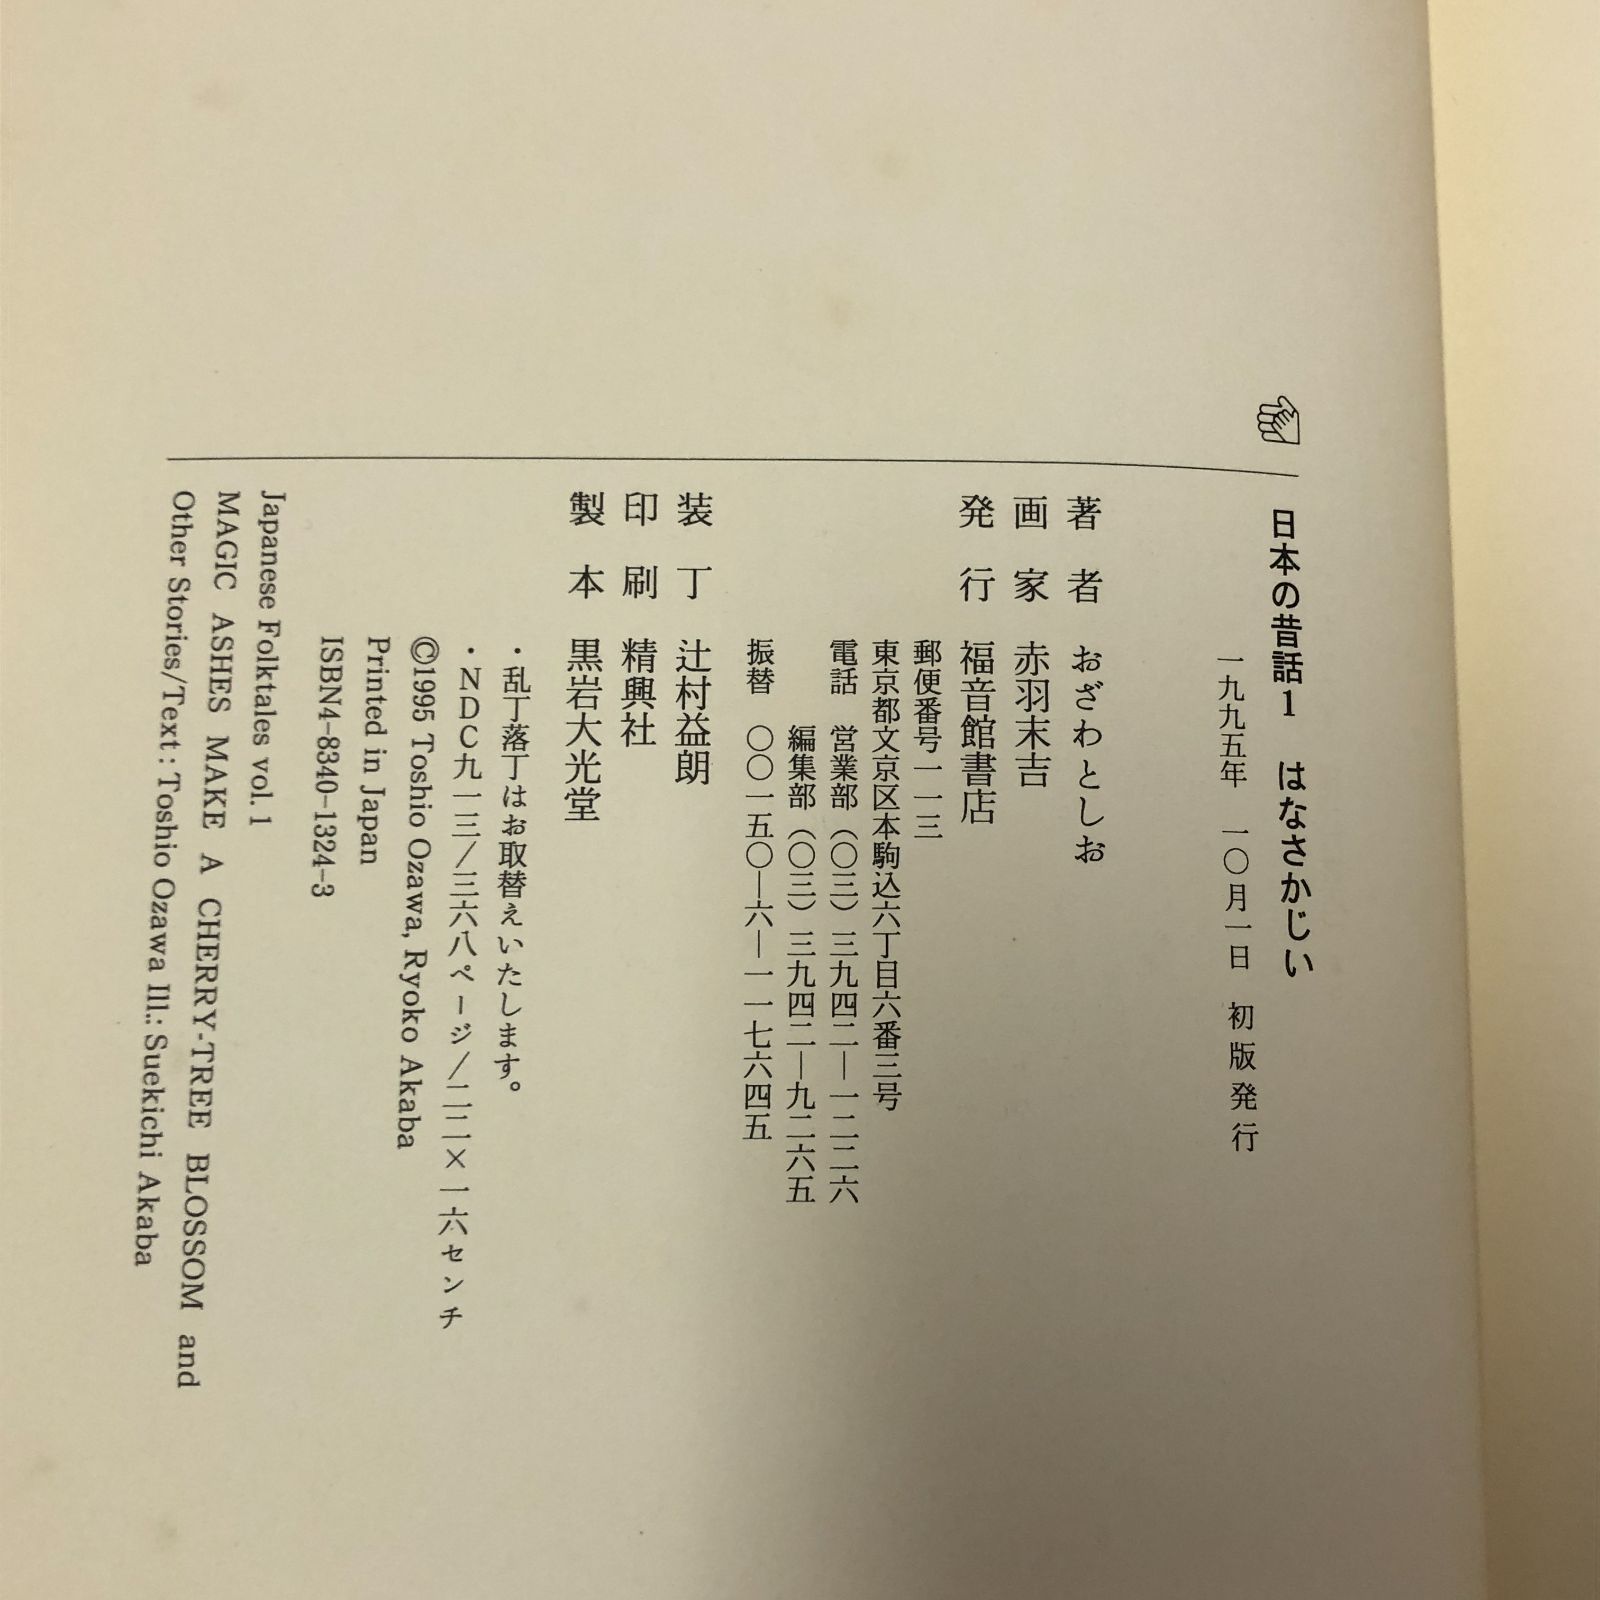 日本の昔話1　はなさかじい
一九九五年　一〇月一日　初版発行
著者　おざわとしお
画家　赤羽末吉
発行　福音館書店
郵便番号一一三
東京都文京区本駒込六丁目六番三号
電話　営業部（〇三）三九四二―一二二六
編集部（〇三）三九四二―九二六五
振替　〇〇一五〇―六―一一七六四五
装丁　辻村益朗
印刷　精興社
製本　黒岩大光堂
・乱丁落丁はお取替えいたします。
・NDC九一三/三六八ページ/二二×一六センチ
©1995 Toshio Ozawa, Ryoko Akaba
Printed in Japan
ISBN4-8340-1324-3
Japanese Folktales vol. 1
MAGIC ASHES MAKE A CHERRY-TREE BLOSSOM and
Other Stories/Text: Toshio Ozawa Ill.: Suekichi Akaba